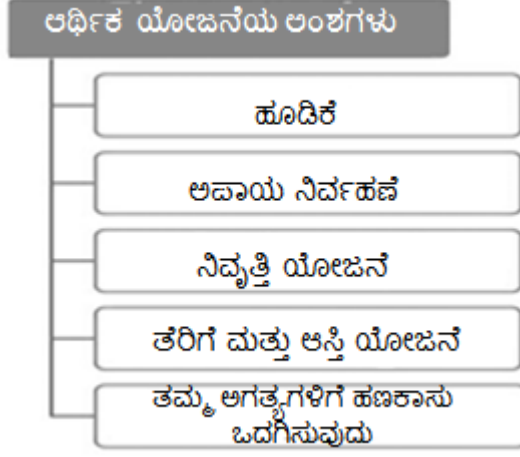 ಆರ್ಥಿಕ ಯೋಜನೆಯ ಅಂಶಗಳು
ಹೂಡಿಕೆ
ಅಪಾಯ ನಿರ್ವಹಣೆ
ನಿವೃತ್ತಿ ಯೋಜನೆ
ತೆರಿಗೆ ಮತ್ತು ಆಸ್ತಿ ಯೋಜನೆ
ತಮ್ಮ ಅಗತ್ಯಗಳಿಗೆ ಹಣಕಾಸು
ಒದಗಿಸುವುದು